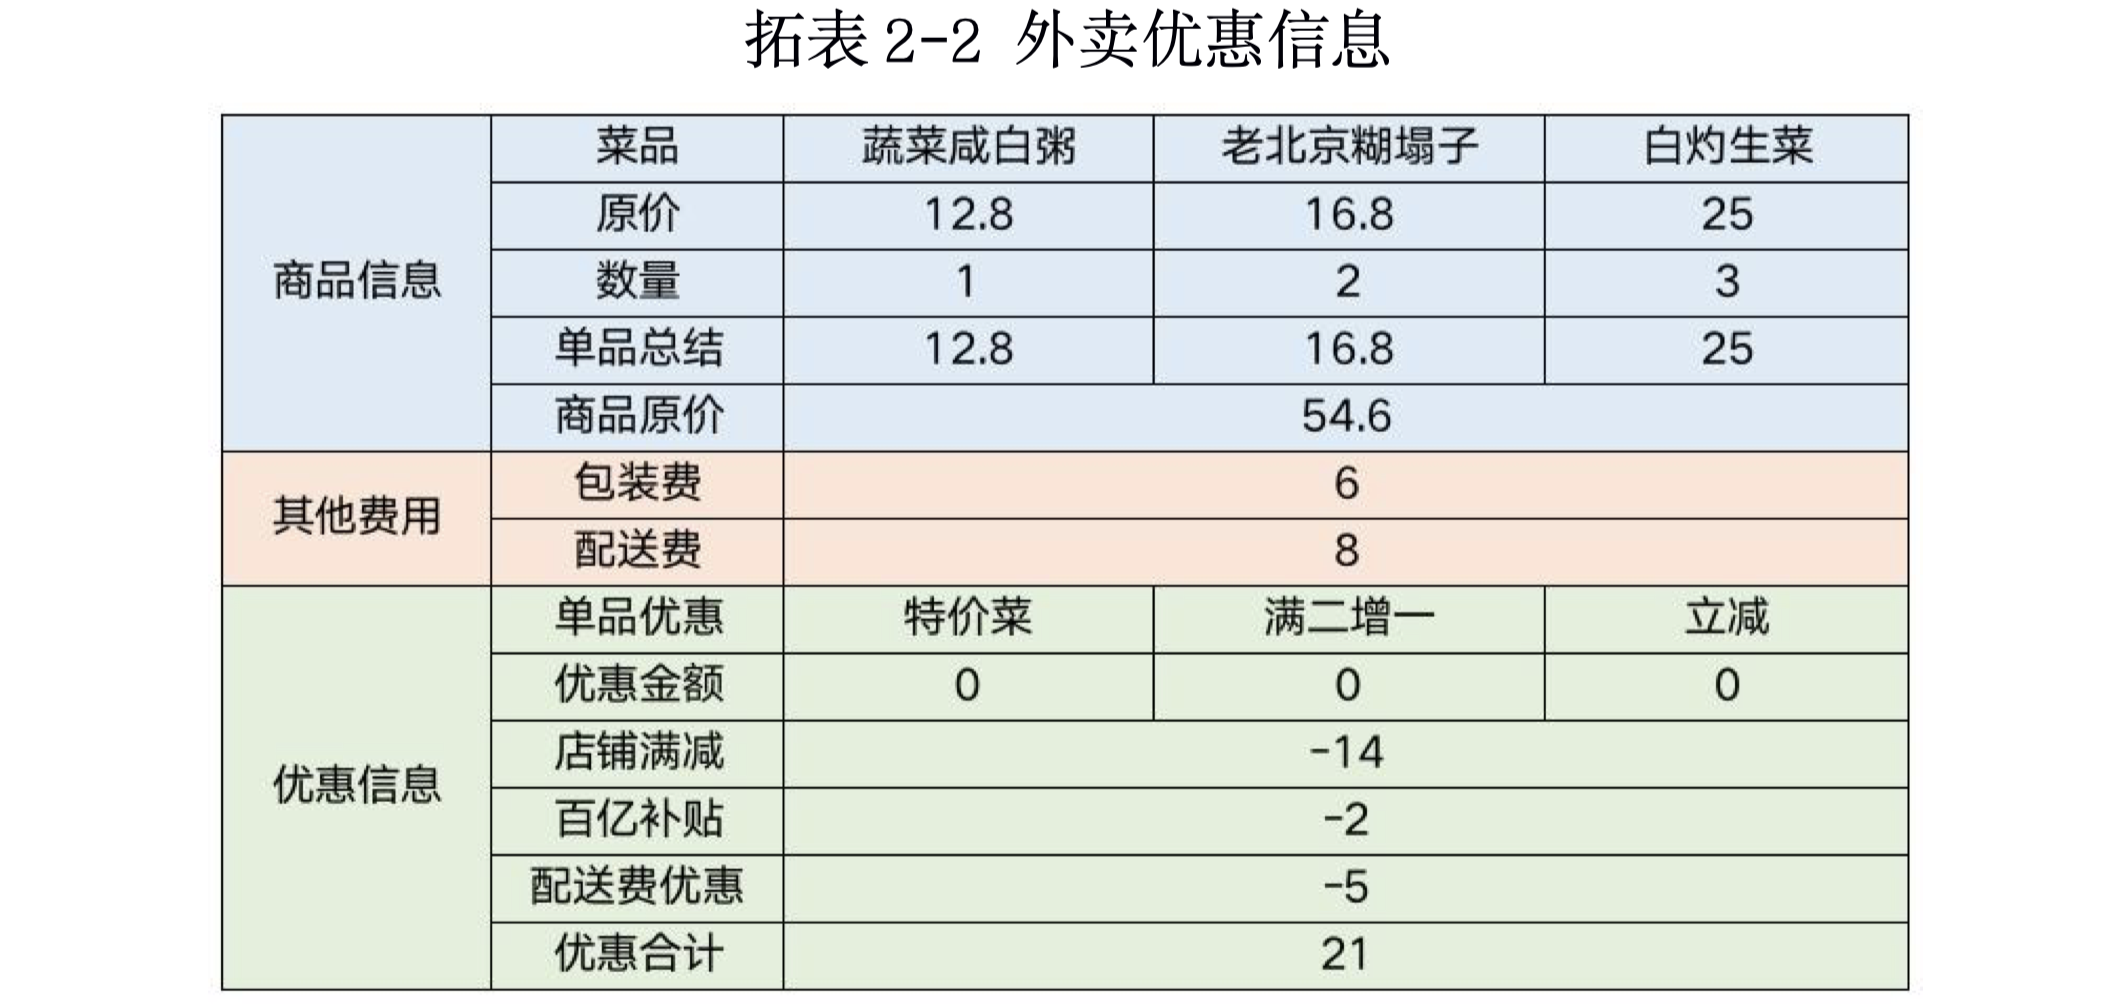 拓表2-2 外卖优惠信息
商品信息
菜品 蔬菜咸白粥 老北京糊塌子 白灼生菜
原价 12.8 16.8 25
数量 1 2 3
单品总结 12.8 16.8 25
商品原价 54.6
其他费用
包装费 6
配送费 8
优惠信息
单品优惠 特价菜 满二增一 立减
优惠金额 0 0 0
店铺满减 -14
百亿补贴 -2
配送费优惠 -5
优惠合计 21